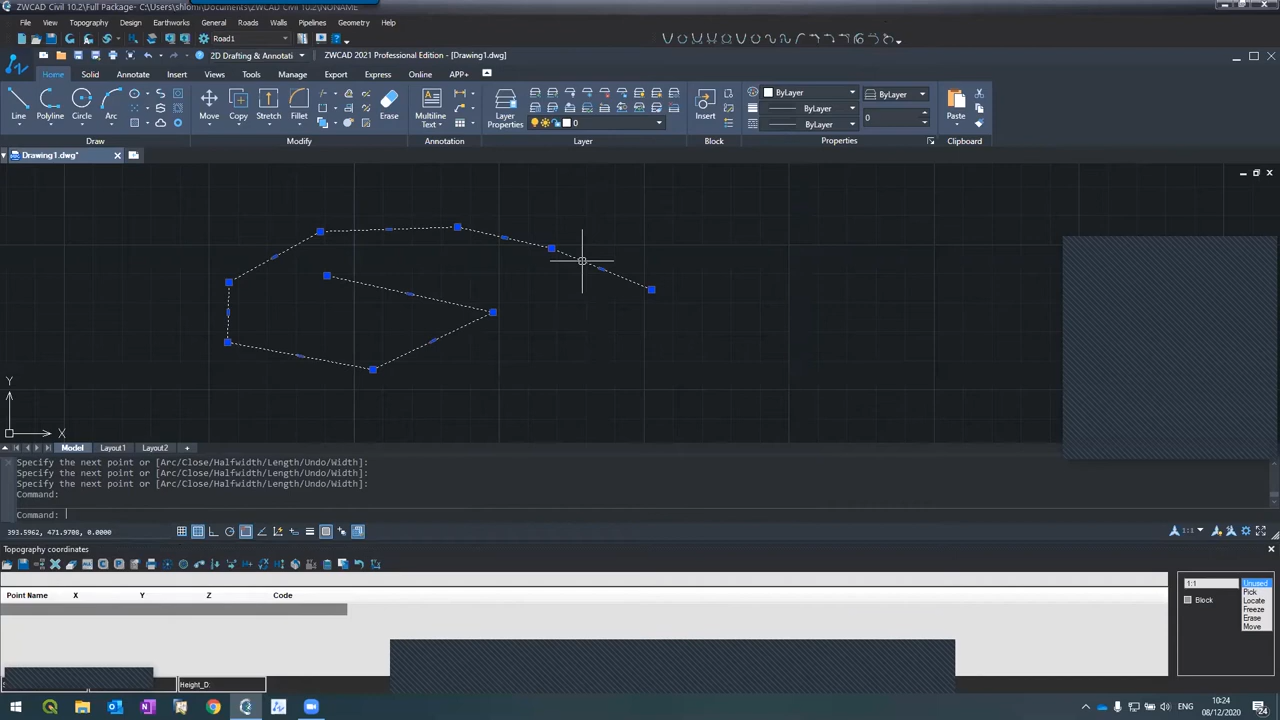 ZWCAD Civil 10.2\Full Package- C:\Users\shlomi\Documents\ZWCAD Civil 10.2\NONAME
File View Topography Design Earthworks General Roads Walls Pipelines Geometry Help
Road1
2D Drafting & Annotati
ZWCAD 2021 Professional Edition - [Drawing1.dwg]
Home Solid Annotate Insert Views Tools Manage Export Express Online APP+
ByLayer ByLayer
ByLayer 0
0
ByLayer
Line Polyline Circle Arc Move Copy Stretch Fillet Erase Multiline Text Layer Properties Insert Paste
Draw Modify Annotation Layer Block Properties Clipboard
Drawing1.dwg*
Y
X
Model Layout1 Layout2 +
Specify the next point or [Arc/Close/Halfwidth/Length/Undo/Width]:
Specify the next point or [Arc/Close/Halfwidth/Length/Undo/Width]:
Specify the next point or [Arc/Close/Halfwidth/Length/Undo/Width]:
Command:
Command:
393.5962, 471.9708, 0.0000
1:1
Topography coordinates
Point Name X Y Z Code
1:1
Block
Unused
Pick
Locate
Freeze
Erase
Move
Height_D:
ENG
10:24
08/12/2020
24